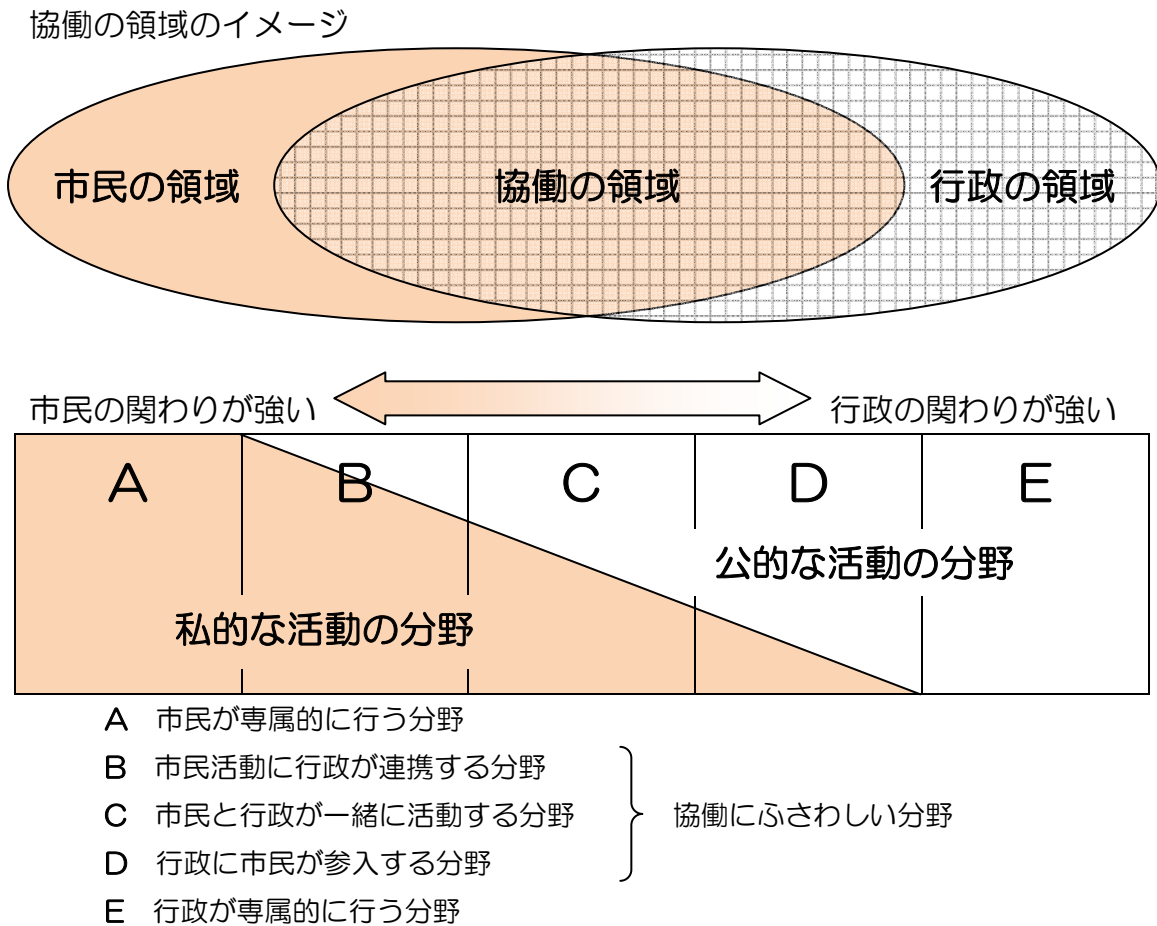 協働の領域のイメージ
市民の領域 協働の領域 行政の領域
市民の関わりが強い 行政の関わりが強い
A B C D E
公的な活動の分野
私的な活動の分野
A 市民が専属的に行う分野
B 市民活動に行政が連携する分野
C 市民と行政が一緒に活動する分野 協働にふさわしい分野
D 行政に市民が参入する分野
E 行政が専属的に行う分野